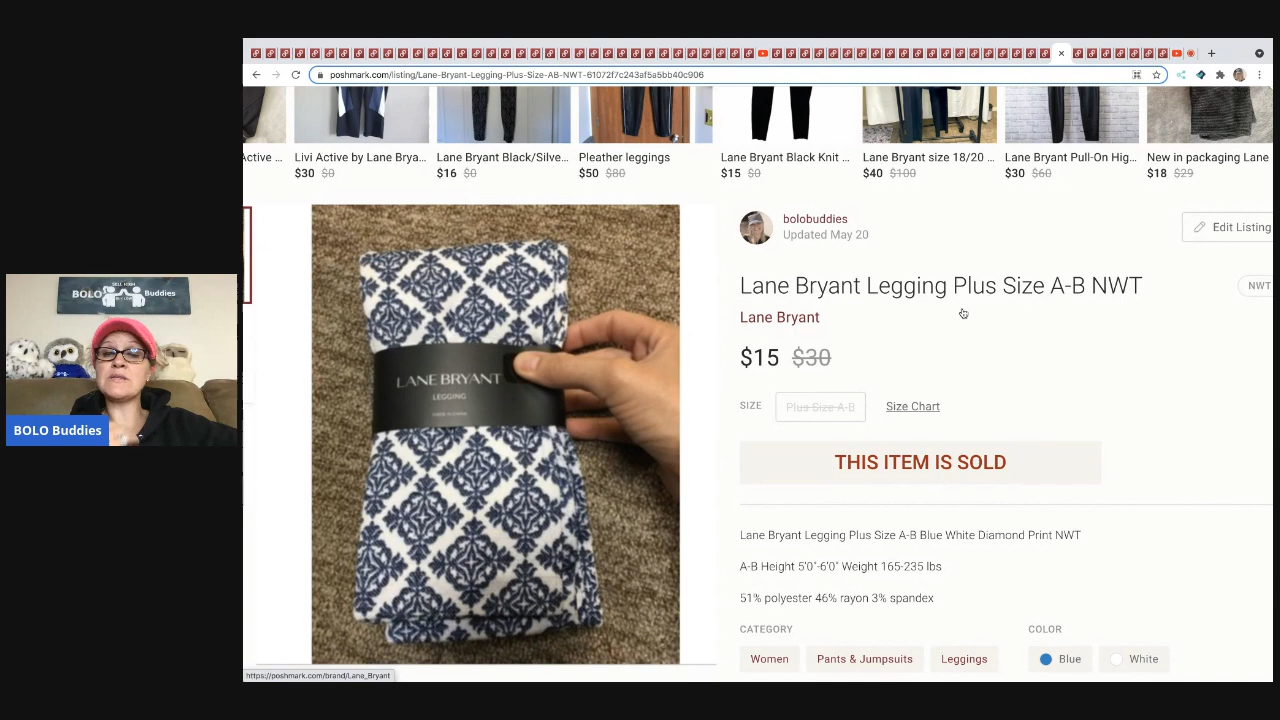 poshmark.com/listing/Lane-Bryant-Legging-Plus-Size-AB-NWT-61072f7c243af5a5bb40c906
Active ... Livi Active by Lane Brya... Lane Bryant Black/Silve... Pleather leggings Lane Bryant Black Knit ... Lane Bryant size 18/20 ... Lane Bryant Pull-On Hig... New in packaging Lane
$30 $0 $16 $0 $50 $80 $15 $0 $40 $100 $30 $60 $18 $29
bolobuddies
Updated May 20
Edit Listing
Lane Bryant Legging Plus Size A-B NWT
NWT
Lane Bryant
$15 $30
SIZE Plus Size A-B Size Chart
THIS ITEM IS SOLD
Lane Bryant Legging Plus Size A-B Blue White Diamond Print NWT
A-B Height 5'0"-6'0" Weight 165-235 lbs
51% polyester 46% rayon 3% spandex
CATEGORY COLOR
Women Pants & Jumpsuits Leggings Blue White
LANE BRYANT
LEGGING
MADE IN CHINA
BOLO Buddies
BOLO Buddies
https://poshmark.com/brand/Lane_Bryant